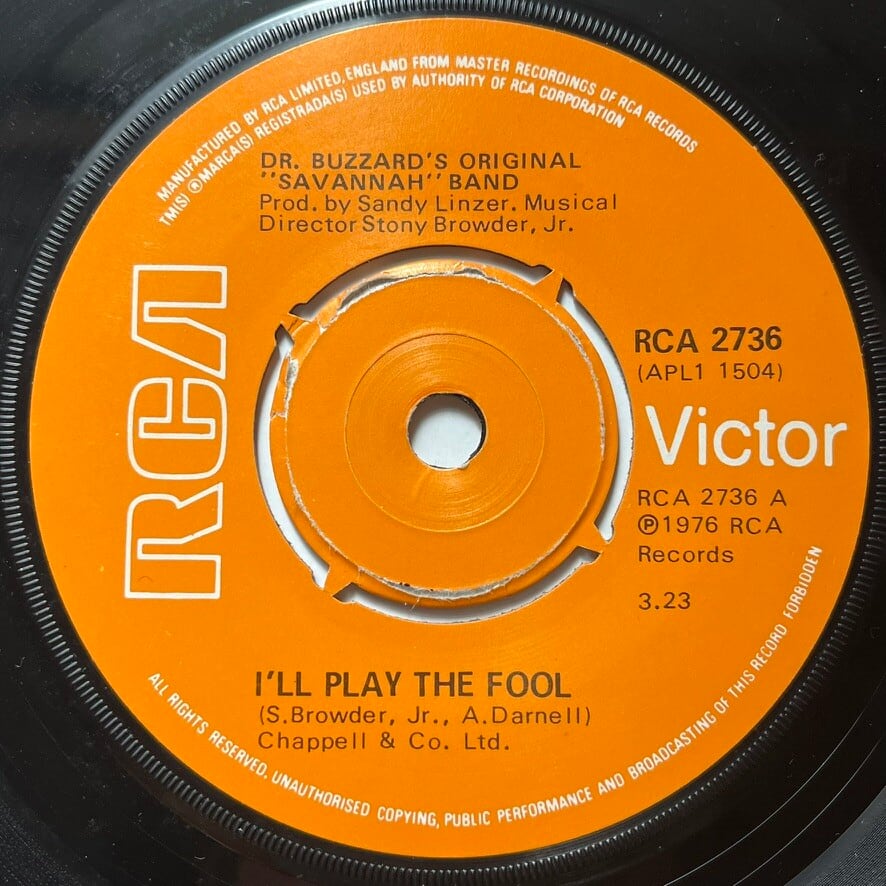 MANUFACTURED BY RCA LIMITED, ENGLAND FROM MASTER RECORDINGS OF RCA RECORDS
TM(S) ® MARCA(S) REGISTRADA(S) USED BY AUTHORITY OF RCA CORPORATION
DR. BUZZARD'S ORIGINAL
"SAVANNAH" BAND
Prod. by Sandy Linzer. Musical
Director Stony Browder, Jr.
RCA
RCA 2736
(APL1 1504)
Victor
RCA 2736 A
℗1976 RCA
Records
3.23
I'LL PLAY THE FOOL
(S.Browder, Jr., A.Darnell)
Chappell & Co. Ltd.
ALL RIGHTS RESERVED. UNAUTHORISED COPYING, PUBLIC PERFORMANCE AND BROADCASTING OF THIS RECORD FORBIDDEN